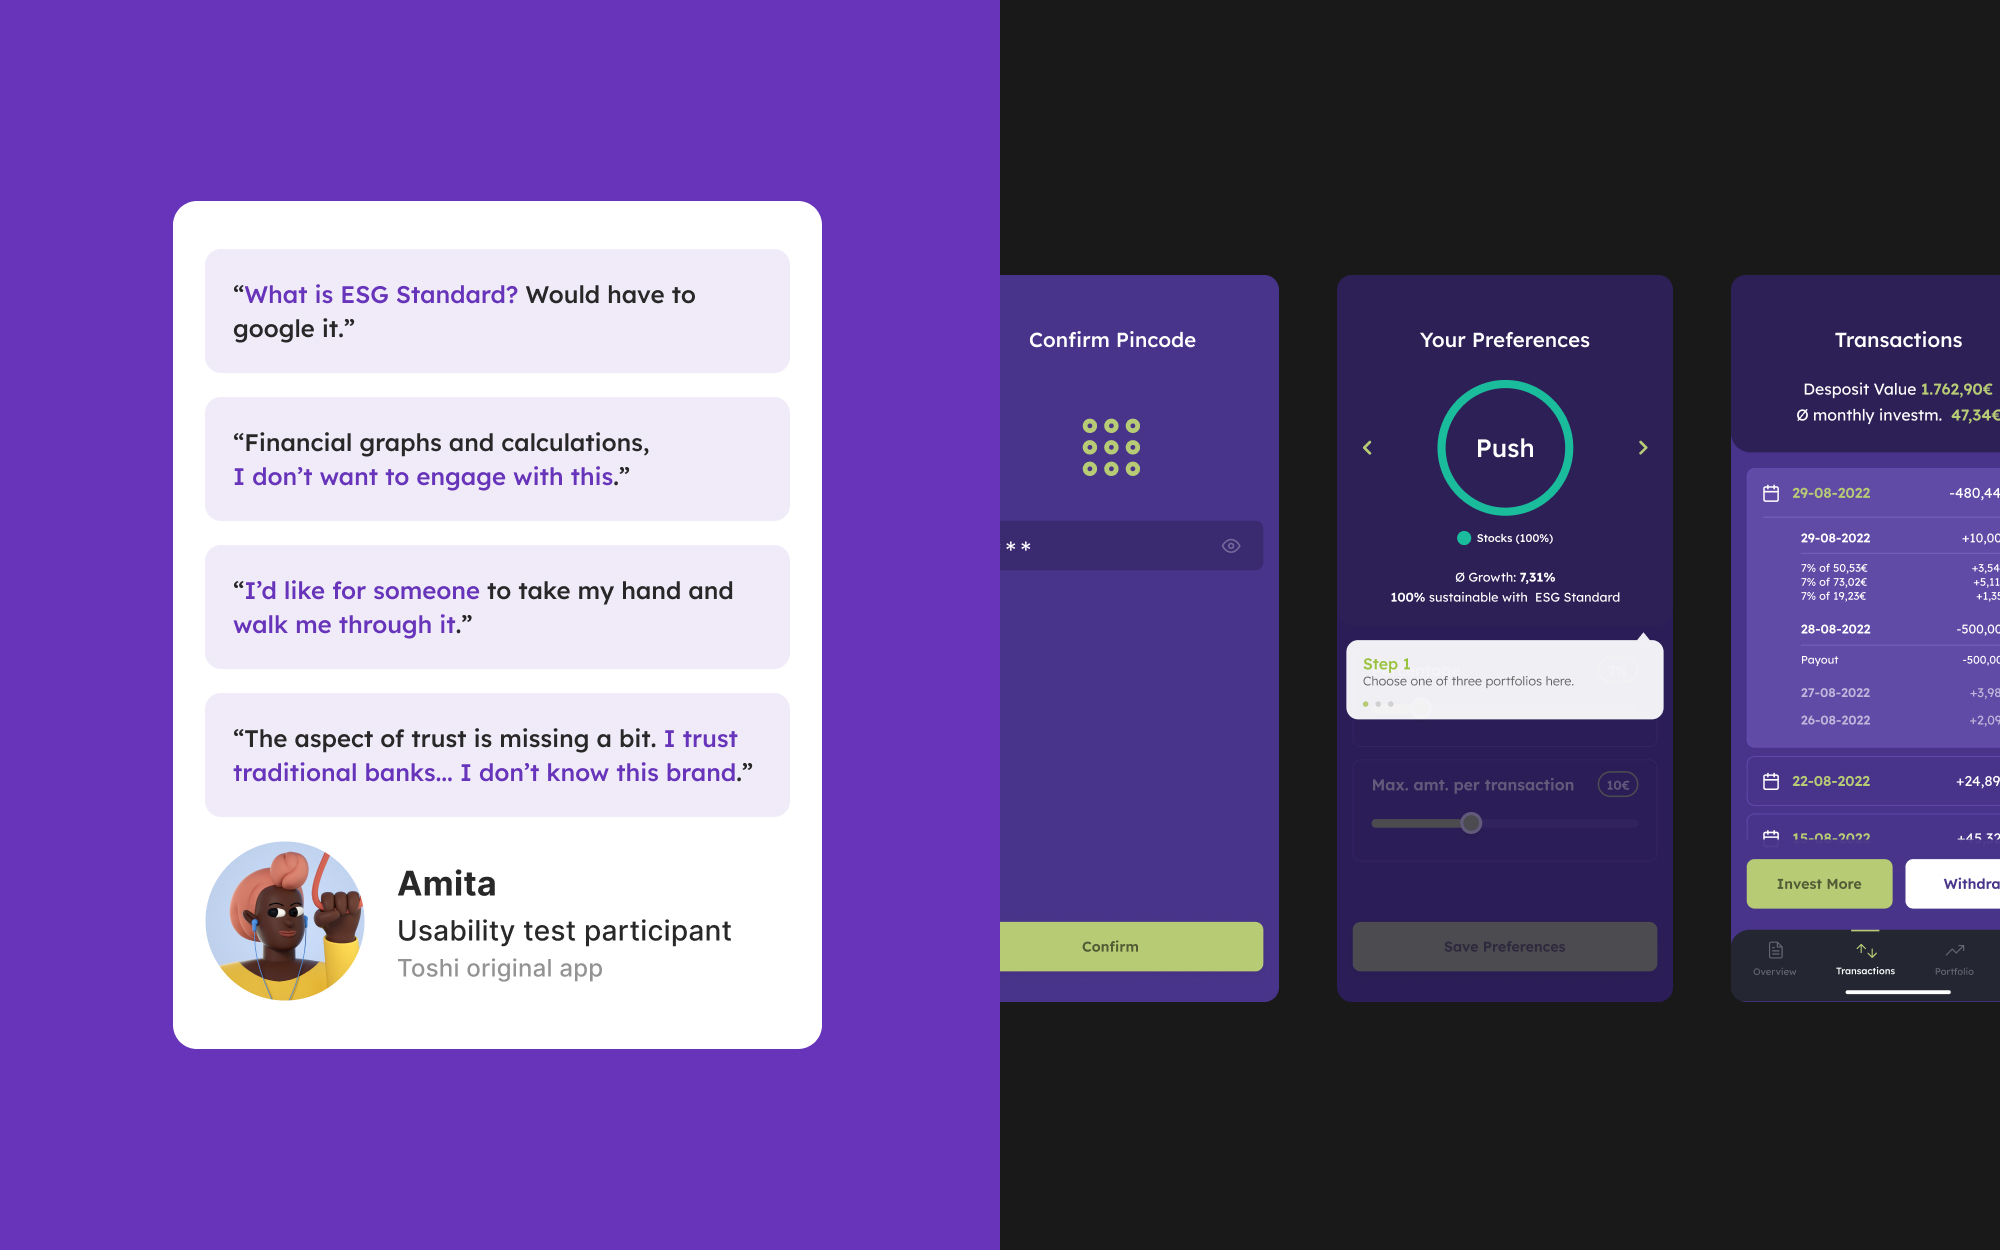 “What is ESG Standard? Would have to
google it.”
“Financial graphs and calculations,
I don’t want to engage with this.”
“I’d like for someone to take my hand and
walk me through it.”
“The aspect of trust is missing a bit. I trust
traditional banks... I don’t know this brand.”
Amita
Usability test participant
Toshi original app
Confirm Pincode
**
Confirm
Your Preferences
Push
Stocks (100%)
Ø Growth: 7,31%
100% sustainable with ESG Standard
Step 1
Choose one of three portfolios here.
Max. amt. per transaction 10€
Save Preferences
Transactions
Desposit Value 1.762,90€
Ø monthly investm. 47,34€
29-08-2022 -480,44
29-08-2022 +10,00
7% of 50,53€ +3,54
7% of 73,02€ +5,11
7% of 19,23€ +1,35
28-08-2022 -500,00
Payout -500,00
27-08-2022 +3,98
26-08-2022 +2,09
22-08-2022 +24,89
15-08-2022 +45,32
Invest More Withdra
Overview Transactions Portfolio